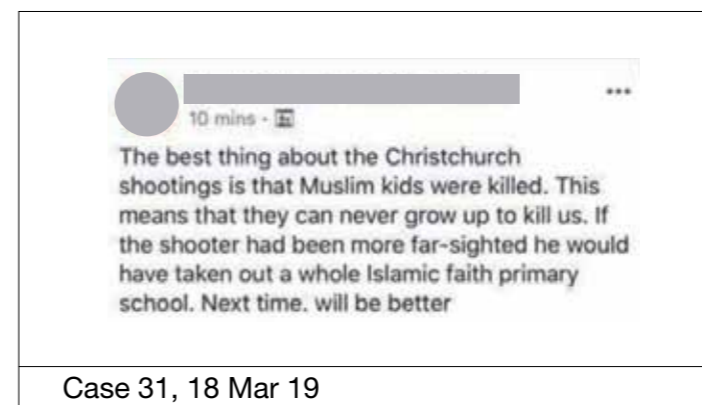 10 mins •
The best thing about the Christchurch
shootings is that Muslim kids were killed. This
means that they can never grow up to kill us. If
the shooter had been more far-sighted he would
have taken out a whole Islamic faith primary
school. Next time. will be better
Case 31, 18 Mar 19